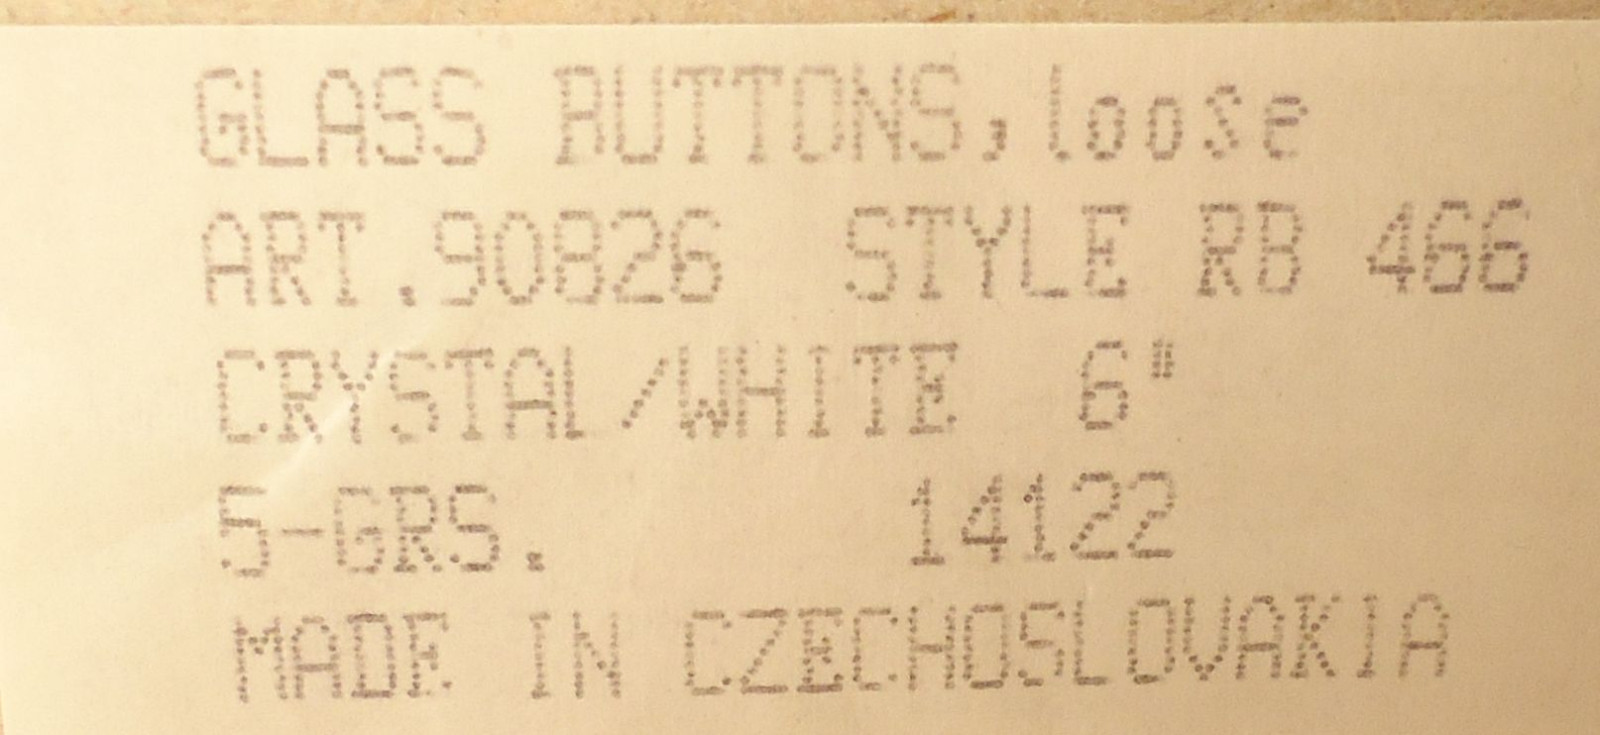 GLASS BUTTONS, loose
ART.90826 STYLE RB 466
CRYSTAL/WHITE 6"
5-GRS. 14122
MADE IN CZECHOSLOVAKIA